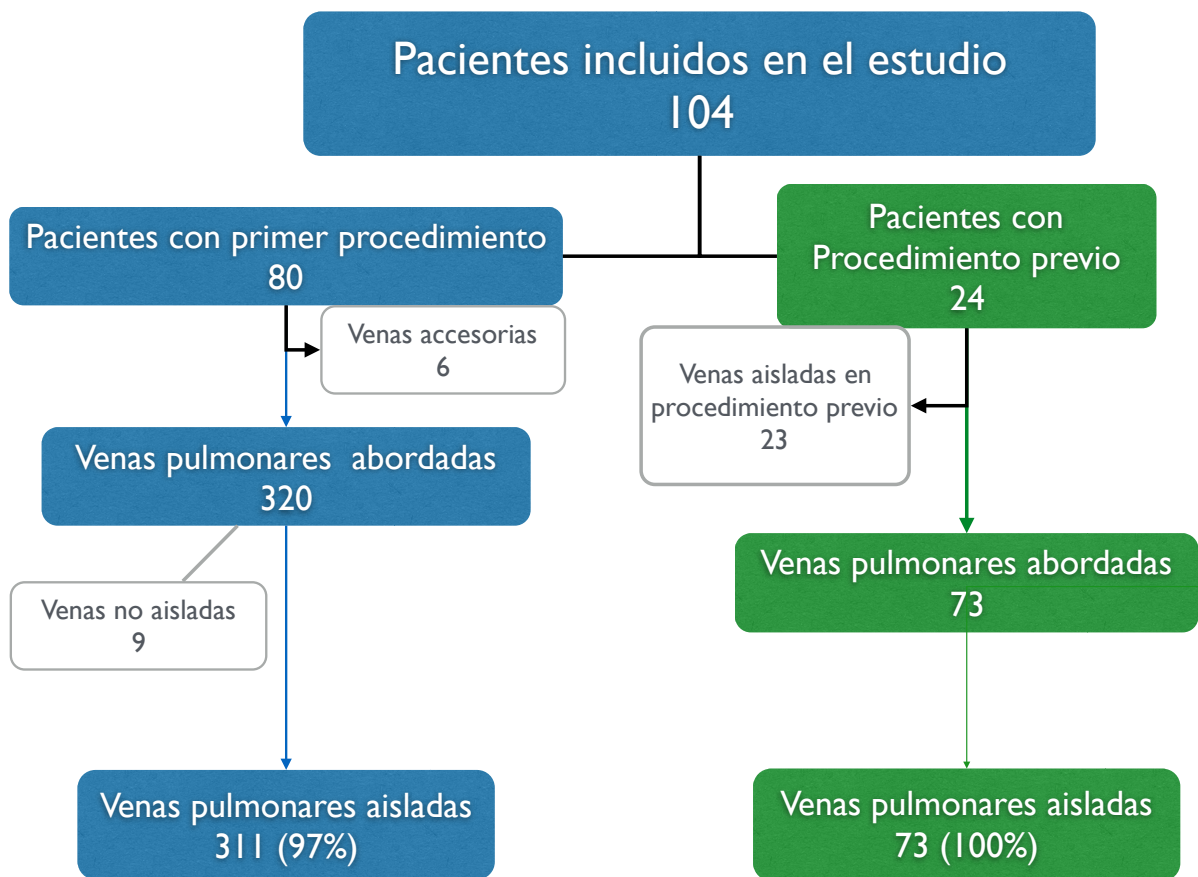 Pacientes incluidos en el estudio
104
Pacientes con primer procedimiento
80
Pacientes con
Procedimiento previo
24
Venas accesorias
6
Venas aisladas en
procedimiento previo
23
Venas pulmonares abordadas
320
Venas pulmonares abordadas
73
Venas no aisladas
9
Venas pulmonares aisladas
311 (97%)
Venas pulmonares aisladas
73 (100%)